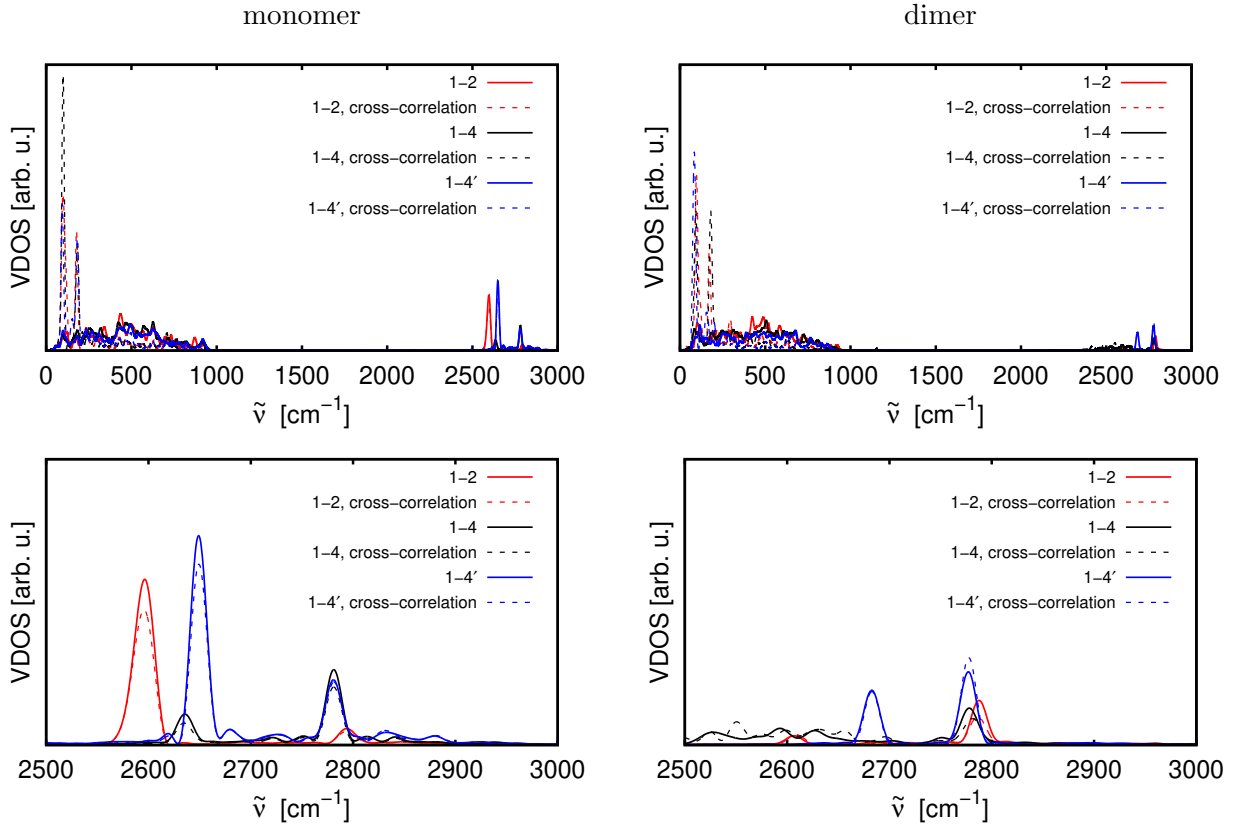 monomer
dimer
VDOS [arb. u.]
1−2
1−2, cross−correlation
1−4
1−4, cross−correlation
1−4′
1−4′, cross−correlation
0 500 1000 1500 2000 2500 3000
ν̃ [cm−1]
VDOS [arb. u.]
1−2
1−2, cross−correlation
1−4
1−4, cross−correlation
1−4′
1−4′, cross−correlation
0 500 1000 1500 2000 2500 3000
ν̃ [cm−1]
VDOS [arb. u.]
1−2
1−2, cross−correlation
1−4
1−4, cross−correlation
1−4′
1−4′, cross−correlation
2500 2600 2700 2800 2900 3000
ν̃ [cm−1]
VDOS [arb. u.]
1−2
1−2, cross−correlation
1−4
1−4, cross−correlation
1−4′
1−4′, cross−correlation
2500 2600 2700 2800 2900 3000
ν̃ [cm−1]